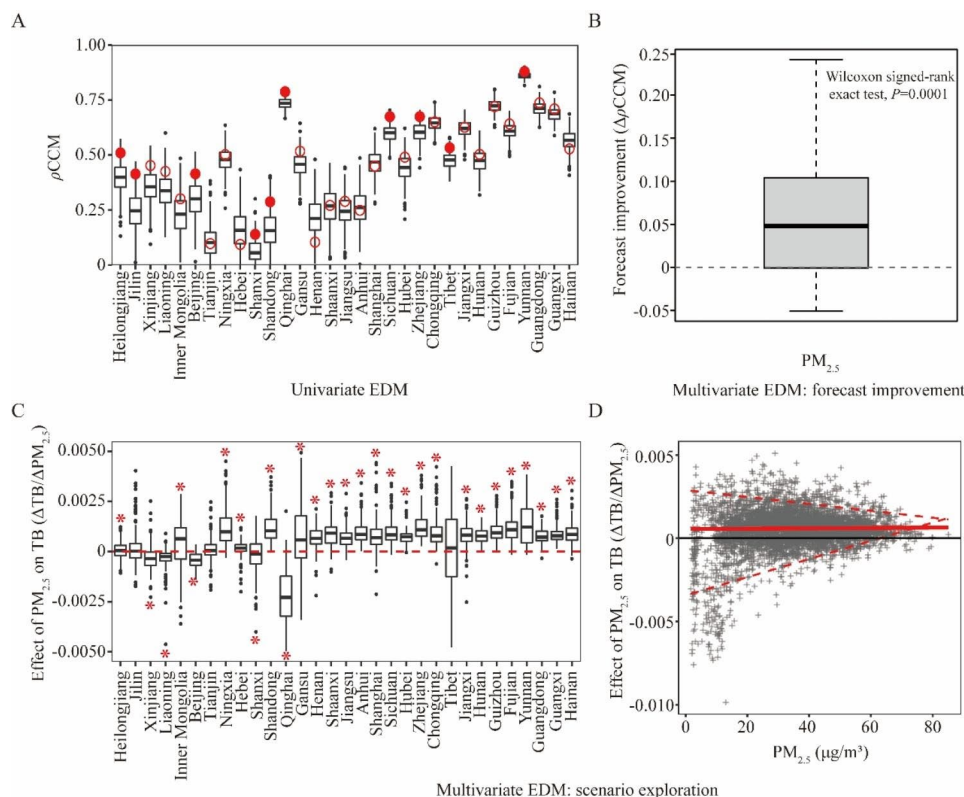 A
1.00
0.75
0.50
0.25
0
ρCCM
Heilongjiang
Jilin
Xinjiang
Liaoning
Inner Mongolia
Beijing
Tianjin
Ningxia
Hebei
Shanxi
Shandong
Qinghai
Gansu
Henan
Shaanxi
Jiangsu
Anhui
Shanghai
Sichuan
Hubei
Zhejiang
Chongqing
Tibet
Jiangxi
Hunan
Guizhou
Fujian
Yunnan
Guangdong
Guangxi
Hainan
Univariate EDM
B
0.25
0.20
0.15
0.10
0.05
0
-0.05
Forecast improvement (ΔρCCM)
Wilcoxon signed-rank
exact test, P=0.0001
PM2.5
Multivariate EDM: forecast improvement
C
0.0050
0.0025
0
-0.0025
-0.0050
Effect of PM2.5 on TB (ΔTB/ΔPM2.5)
Heilongjiang
Jilin
Xinjiang
Liaoning
Inner Mongolia
Beijing
Tianjin
Ningxia
Hebei
Shanxi
Shandong
Qinghai
Gansu
Henan
Shaanxi
Jiangsu
Anhui
Shanghai
Sichuan
Hubei
Zhejiang
Chongqing
Tibet
Jiangxi
Hunan
Guizhou
Fujian
Yunnan
Guangdong
Guangxi
Hainan
D
0.005
0
-0.005
-0.010
Effect of PM2.5 on TB (ΔTB/ΔPM2.5)
0
20
40
60
80
PM2.5 (μg/m³)
Multivariate EDM: scenario exploration